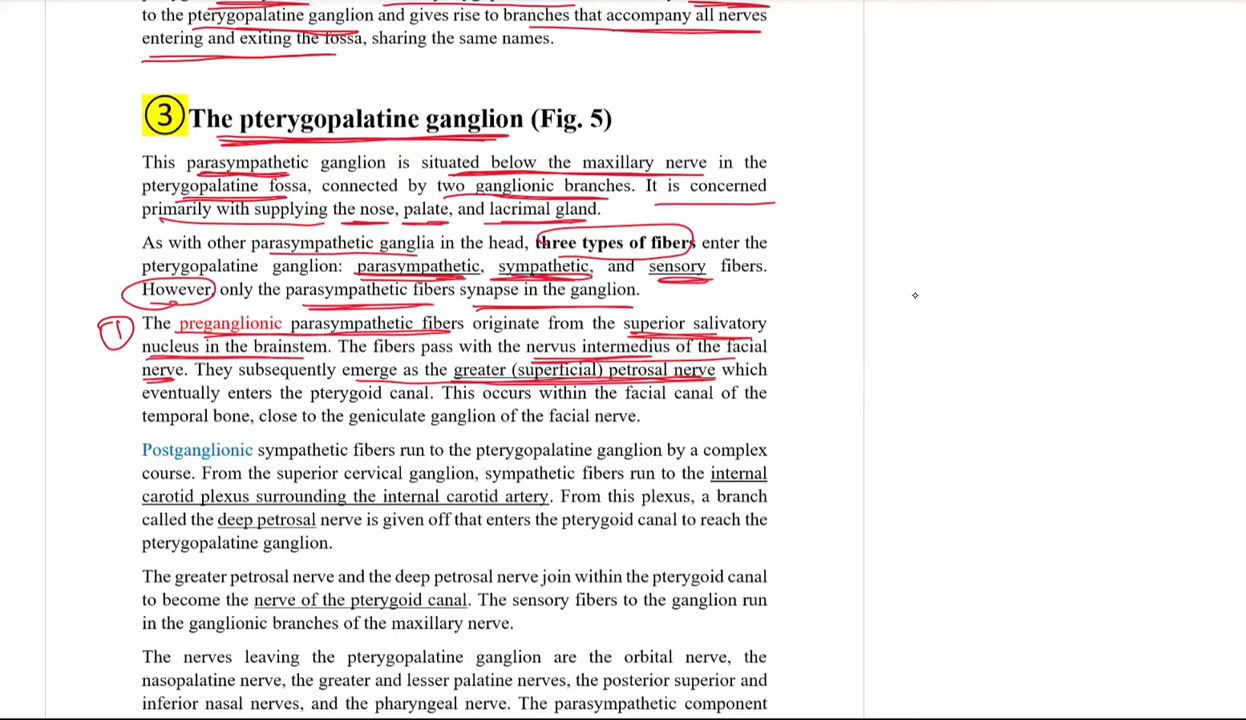 to the pterygopalatine ganglion and gives rise to branches that accompany all nerves
entering and exiting the fossa, sharing the same names.
③ The pterygopalatine ganglion (Fig. 5)
This parasympathetic ganglion is situated below the maxillary nerve in the
pterygopalatine fossa, connected by two ganglionic branches. It is concerned
primarily with supplying the nose, palate, and lacrimal gland.
As with other parasympathetic ganglia in the head, three types of fibers enter the
pterygopalatine ganglion: parasympathetic, sympathetic, and sensory fibers.
However, only the parasympathetic fibers synapse in the ganglion.
① The preganglionic parasympathetic fibers originate from the superior salivatory
nucleus in the brainstem. The fibers pass with the nervus intermedius of the facial
nerve. They subsequently emerge as the greater (superficial) petrosal nerve which
eventually enters the pterygoid canal. This occurs within the facial canal of the
temporal bone, close to the geniculate ganglion of the facial nerve.
Postganglionic sympathetic fibers run to the pterygopalatine ganglion by a complex
course. From the superior cervical ganglion, sympathetic fibers run to the internal
carotid plexus surrounding the internal carotid artery. From this plexus, a branch
called the deep petrosal nerve is given off that enters the pterygoid canal to reach the
pterygopalatine ganglion.
The greater petrosal nerve and the deep petrosal nerve join within the pterygoid canal
to become the nerve of the pterygoid canal. The sensory fibers to the ganglion run
in the ganglionic branches of the maxillary nerve.
The nerves leaving the pterygopalatine ganglion are the orbital nerve, the
nasopalatine nerve, the greater and lesser palatine nerves, the posterior superior and
inferior nasal nerves, and the pharyngeal nerve. The parasympathetic component